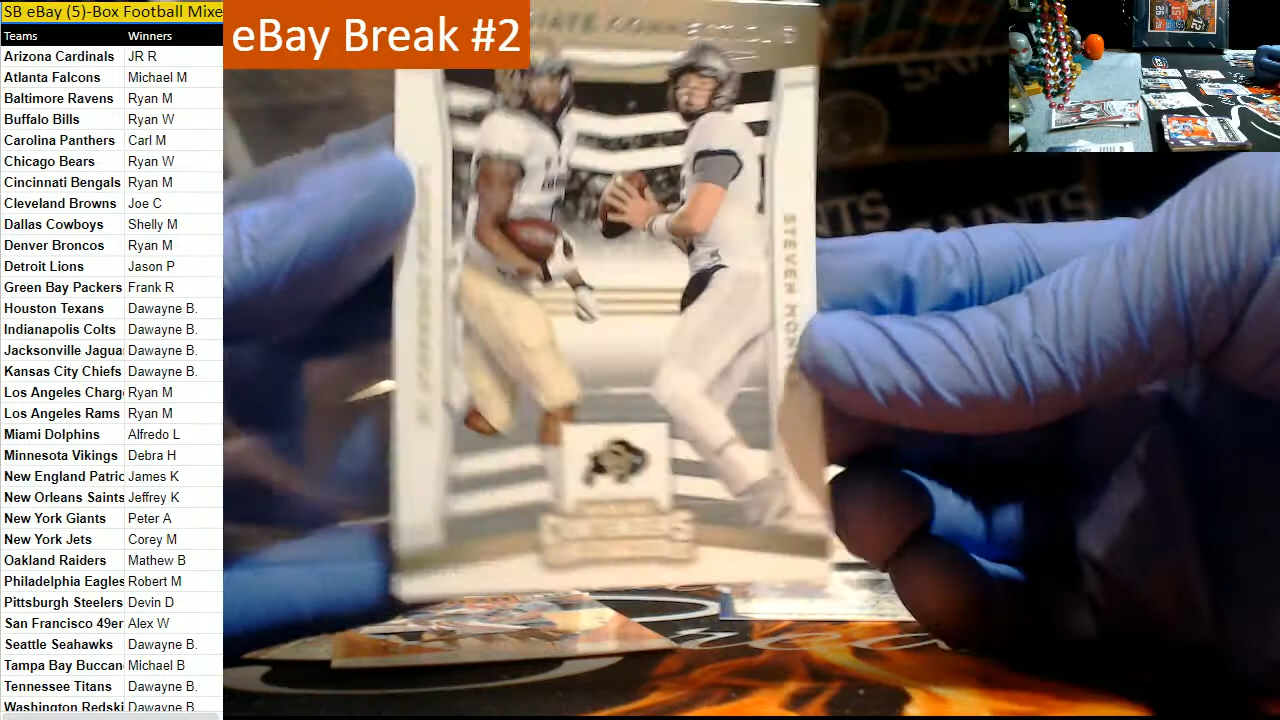 SB eBay (5)-Box Football Mixe
Teams Winners
Arizona Cardinals JR R
Atlanta Falcons Michael M
Baltimore Ravens Ryan M
Buffalo Bills Ryan W
Carolina Panthers Carl M
Chicago Bears Ryan W
Cincinnati Bengals Ryan M
Cleveland Browns Joe C
Dallas Cowboys Shelly M
Denver Broncos Ryan M
Detroit Lions Jason P
Green Bay Packers Frank R
Houston Texans Dawayne B.
Indianapolis Colts Dawayne B.
Jacksonville Jagua Dawayne B.
Kansas City Chiefs Dawayne B.
Los Angeles Charg Ryan M
Los Angeles Rams Ryan M
Miami Dolphins Alfredo L
Minnesota Vikings Debra H
New England Patric James K
New Orleans Saints Jeffrey K
New York Giants Peter A
New York Jets Corey M
Oakland Raiders Mathew B
Philadelphia Eagles Robert M
Pittsburgh Steelers Devin D
San Francisco 49er Alex W
Seattle Seahawks Dawayne B.
Tampa Bay Buccan Michael B
Tennessee Titans Dawayne B.
Washington Redski Dawayne B
eBay Break #2
STEVEN MONT
SAINTS